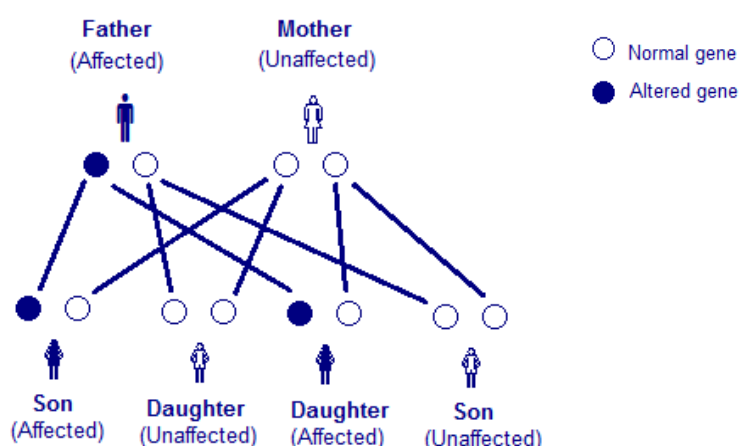 Father
(Affected)
Mother
(Unaffected)
Normal gene
Altered gene
Son
(Affected)
Daughter
(Unaffected)
Daughter
(Affected)
Son
(Unaffected)